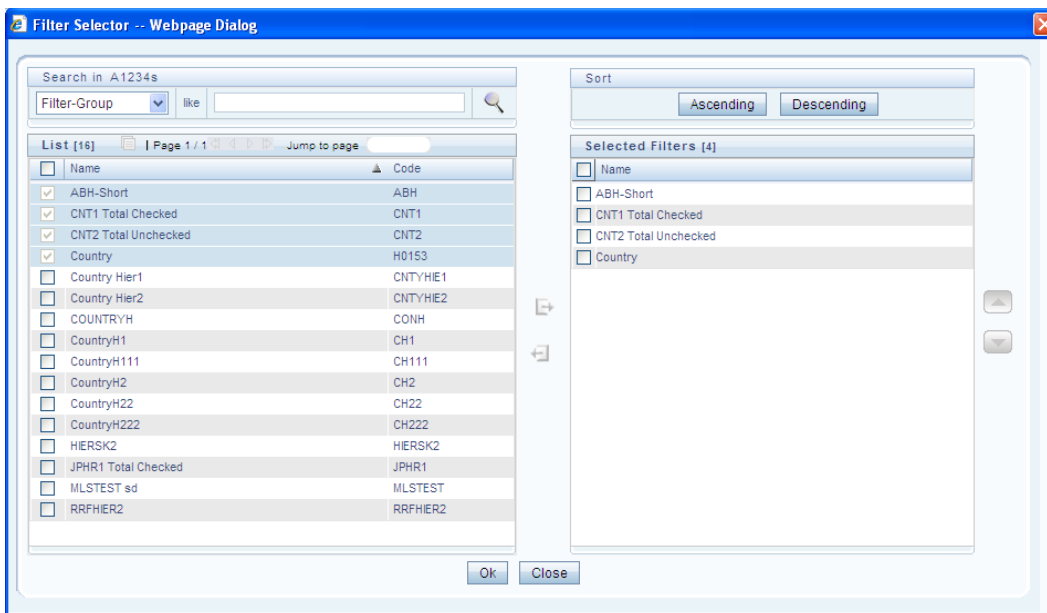 Filter Selector -- Webpage Dialog
Search in A1234s
Filter-Group like
List [16] | Page 1 / 1 Jump to page
Name Code
ABH-Short ABH
CNT1 Total Checked CNT1
CNT2 Total Unchecked CNT2
Country H0153
Country Hier1 CNTYHIE1
Country Hier2 CNTYHIE2
COUNTRYH CONH
CountryH1 CH1
CountryH111 CH111
CountryH2 CH2
CountryH22 CH22
CountryH222 CH222
HIERSK2 HIERSK2
JPHR1 Total Checked JPHR1
MLSTEST sd MLSTEST
RRFHIER2 RRFHIER2
Sort
Ascending Descending
Selected Filters [4]
Name
ABH-Short
CNT1 Total Checked
CNT2 Total Unchecked
Country
Ok Close